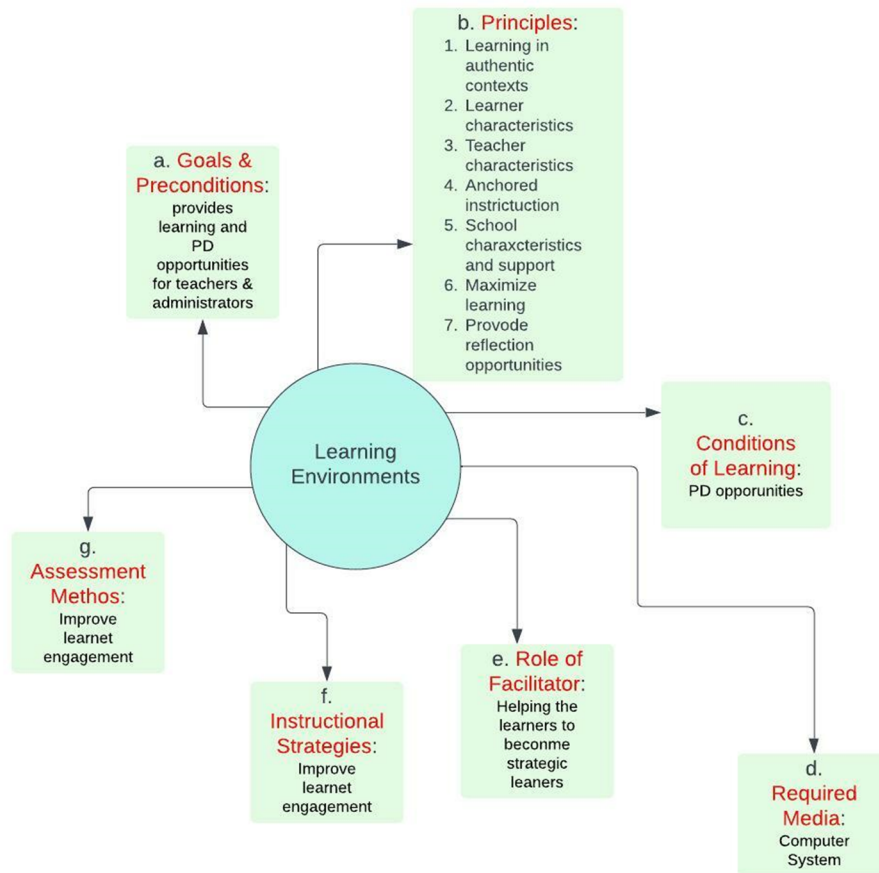 b. Principles:
1. Learning in
authentic
contexts
2. Learner
characteristics
3. Teacher
characteristics
4. Anchored
instrictuction
5. School
charaxcteristics
and support
6. Maximize
learning
7. Provode
reflection
opportunities
a. Goals &
Preconditions:
provides
learning and
PD
opportunities
for teachers &
administrators
Learning
Environments
c.
Conditions
of Learning:
PD opporunities
g.
Assessment
Methos:
Improve
learnet
engagement
f.
Instructional
Strategies:
Improve
learnet
engagement
e. Role of
Facilitator:
Helping the
learners to
beconme
strategic
leaners
d.
Required
Media:
Computer
System